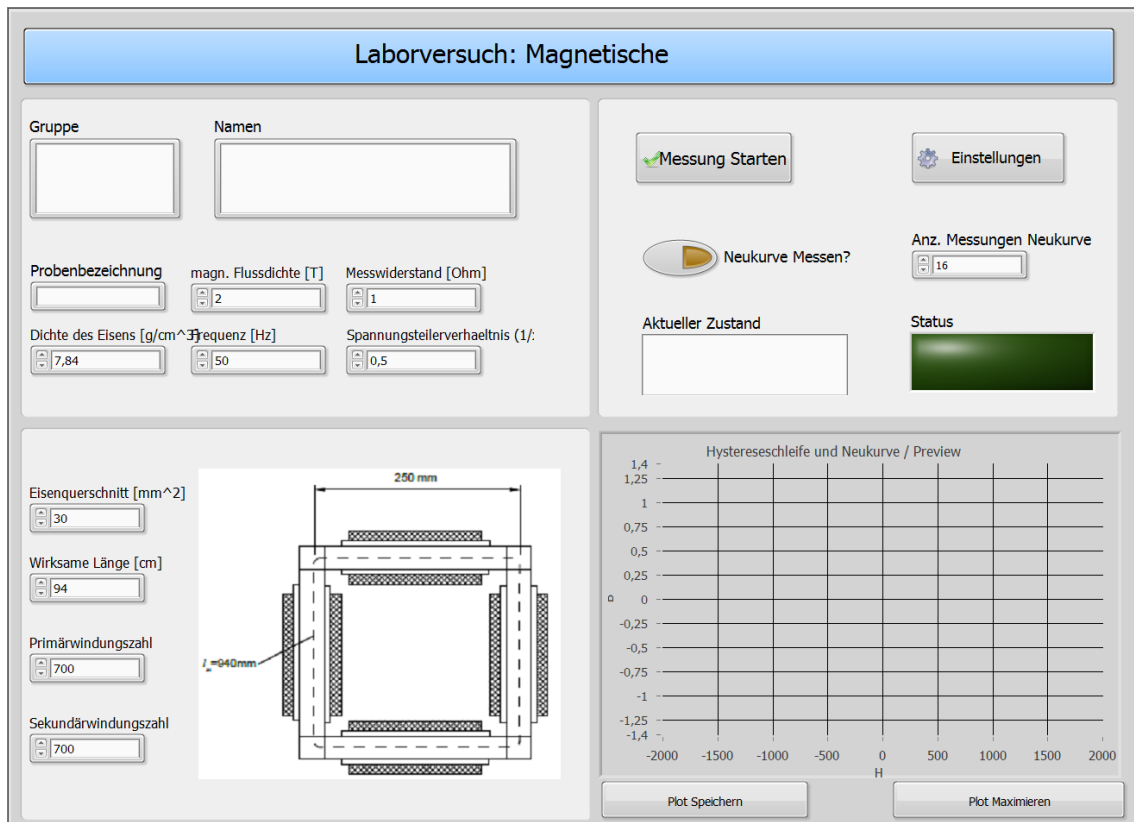 Laborversuch: Magnetische
Gruppe
Namen
Probenbezeichnung
magn. Flussdichte [T]
2
Messwiderstand [Ohm]
1
Dichte des Eisens [g/cm^3]
7,84
Frequenz [Hz]
50
Spannungsteilerverhaeltnis (1/
0,5
Messung Starten
Einstellungen
Neukurve Messen?
Anz. Messungen Neukurve
16
Aktueller Zustand
Status
Eisenquerschnitt [mm^2]
30
Wirksame Länge [cm]
94
Primärwindungszahl
700
Sekundärwindungszahl
700
250 mm
=940mm
Hystereseschleife und Neukurve / Preview
1,4
1,25
1
0,75
0,5
0,25
0
-0,25
-0,5
-0,75
-1
-1,25
-1,4
-2000 -1500 -1000 -500 0 500 1000 1500 2000
H
Plot Speichern
Plot Maximieren